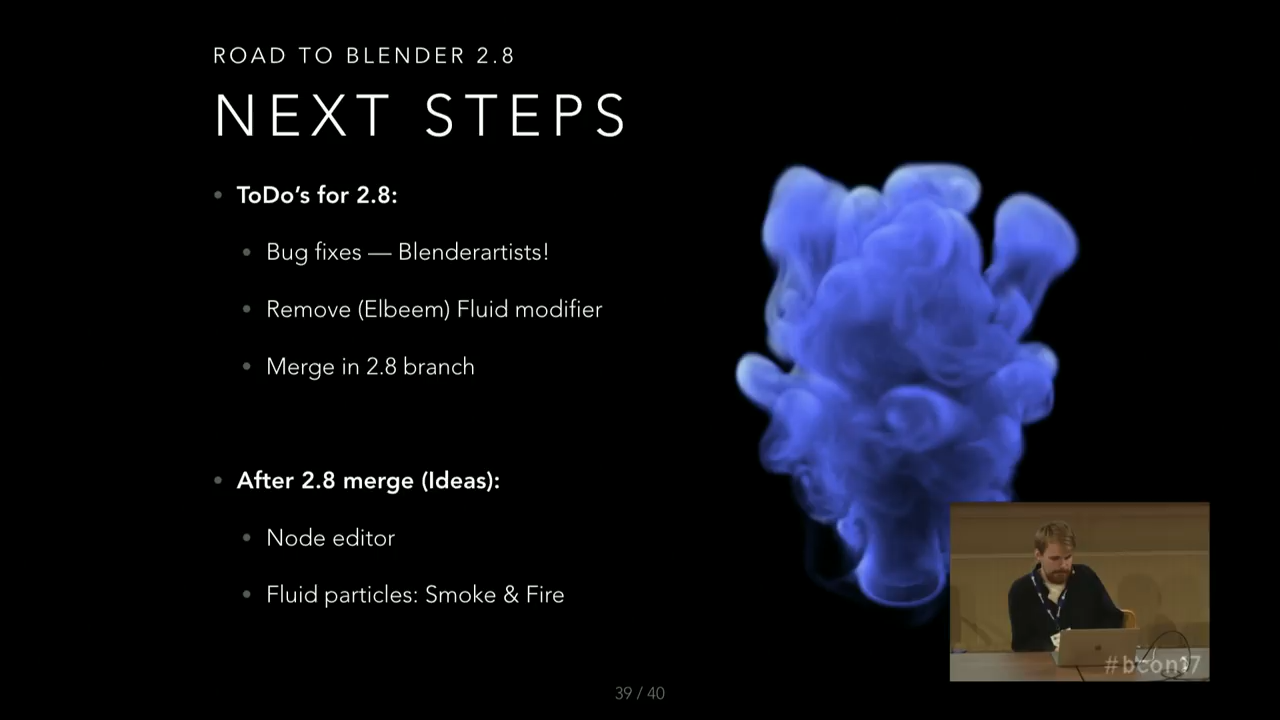 ROAD TO BLENDER 2.8
NEXT STEPS
• ToDo’s for 2.8:
• Bug fixes — Blenderartists!
• Remove (Elbeem) Fluid modifier
• Merge in 2.8 branch
• After 2.8 merge (Ideas):
• Node editor
• Fluid particles: Smoke & Fire
#bcon17
39 / 40